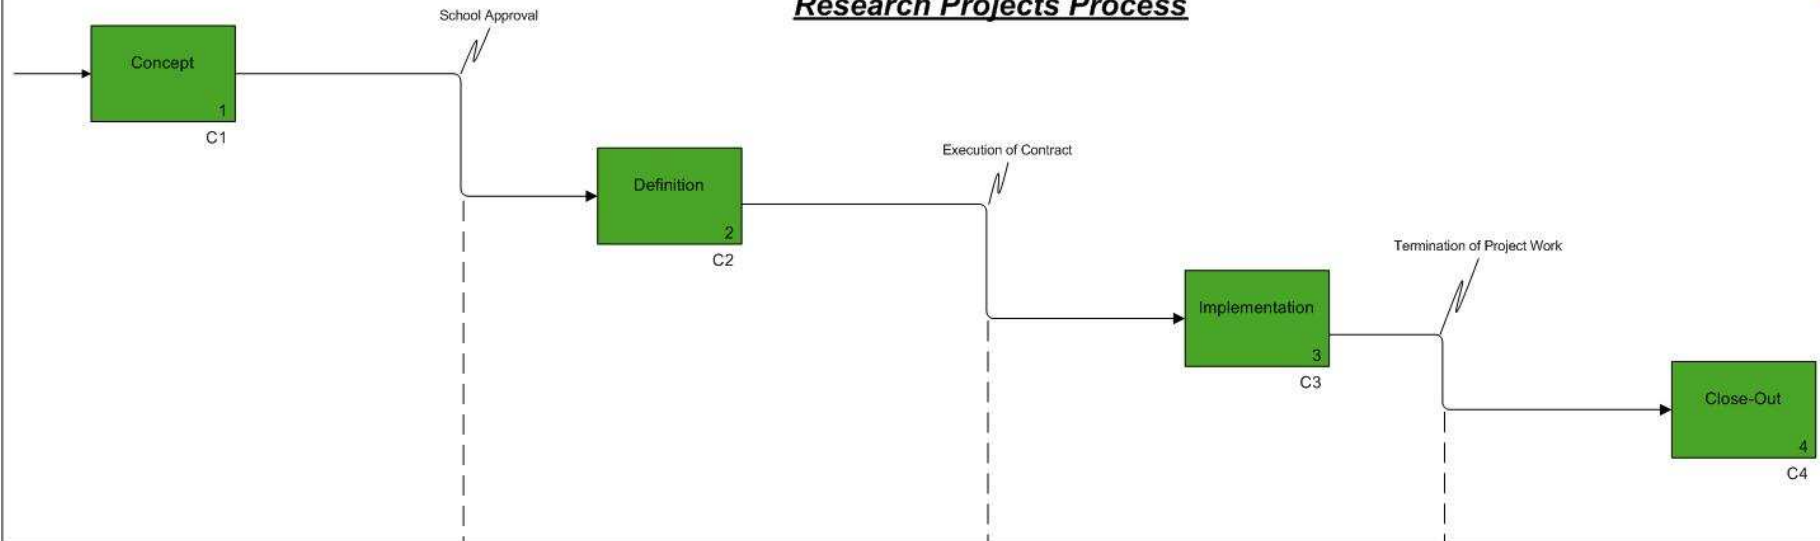 Research Projects Process
School Approval
Concept
1
C1
Execution of Contract
Definition
2
C2
Termination of Project Work
Implementation
3
C3
Close-Out
4
C4